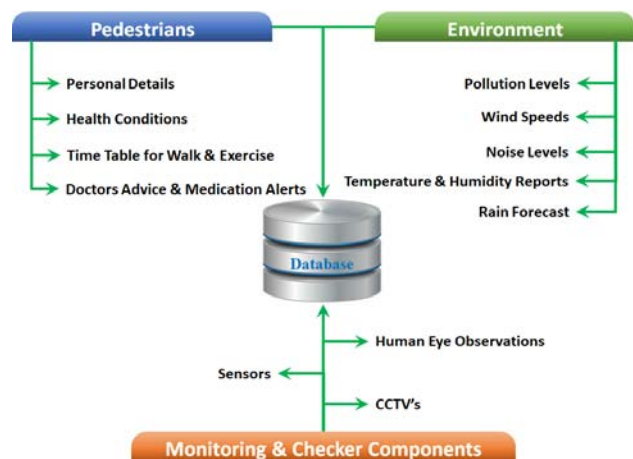 Pedestrians
Environment
Personal Details
Health Conditions
Time Table for Walk & Exercise
Doctors Advice & Medication Alerts
Pollution Levels
Wind Speeds
Noise Levels
Temperature & Humidity Reports
Rain Forecast
Database
Human Eye Observations
Sensors
CCTV's
Monitoring & Checker Components